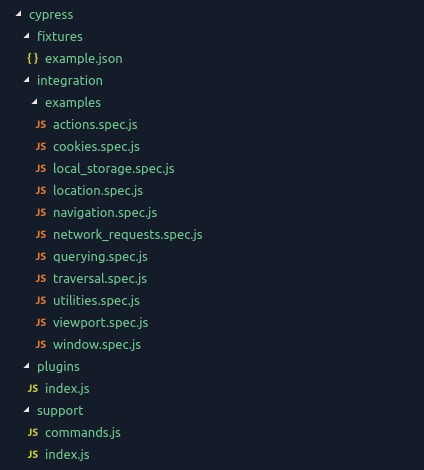 cypress
fixtures
{ } example.json
integration
examples
JS actions.spec.js
JS cookies.spec.js
JS local_storage.spec.js
JS location.spec.js
JS navigation.spec.js
JS network_requests.spec.js
JS querying.spec.js
JS traversal.spec.js
JS utilities.spec.js
JS viewport.spec.js
JS window.spec.js
plugins
JS index.js
support
JS commands.js
JS index.js